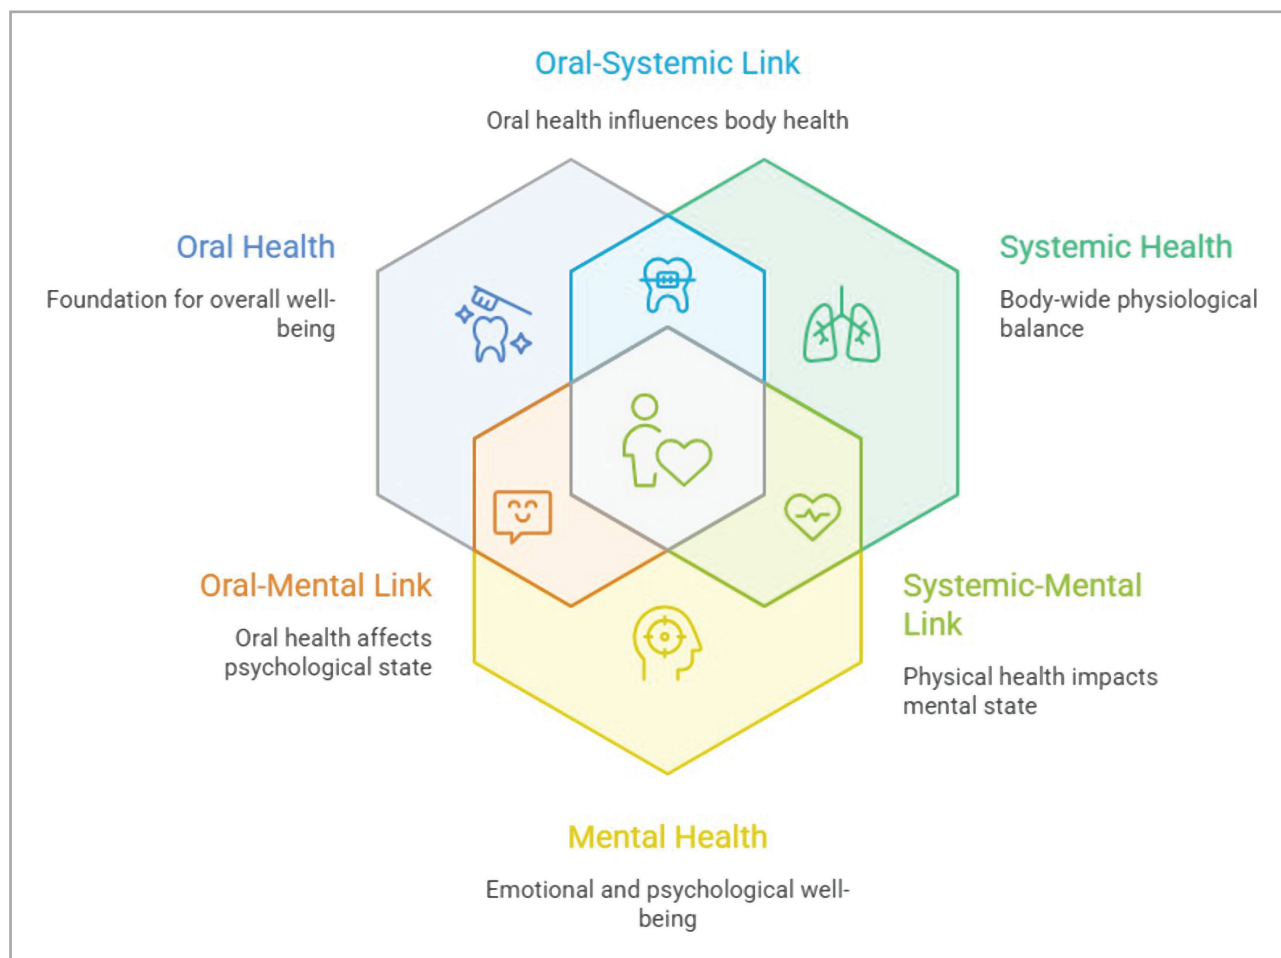 Oral-Systemic Link
Oral health influences body health
Oral Health
Foundation for overall well-
being
Systemic Health
Body-wide physiological
balance
Oral-Mental Link
Oral health affects
psychological state
Systemic-Mental
Link
Physical health impacts
mental state
Mental Health
Emotional and psychological well-
being